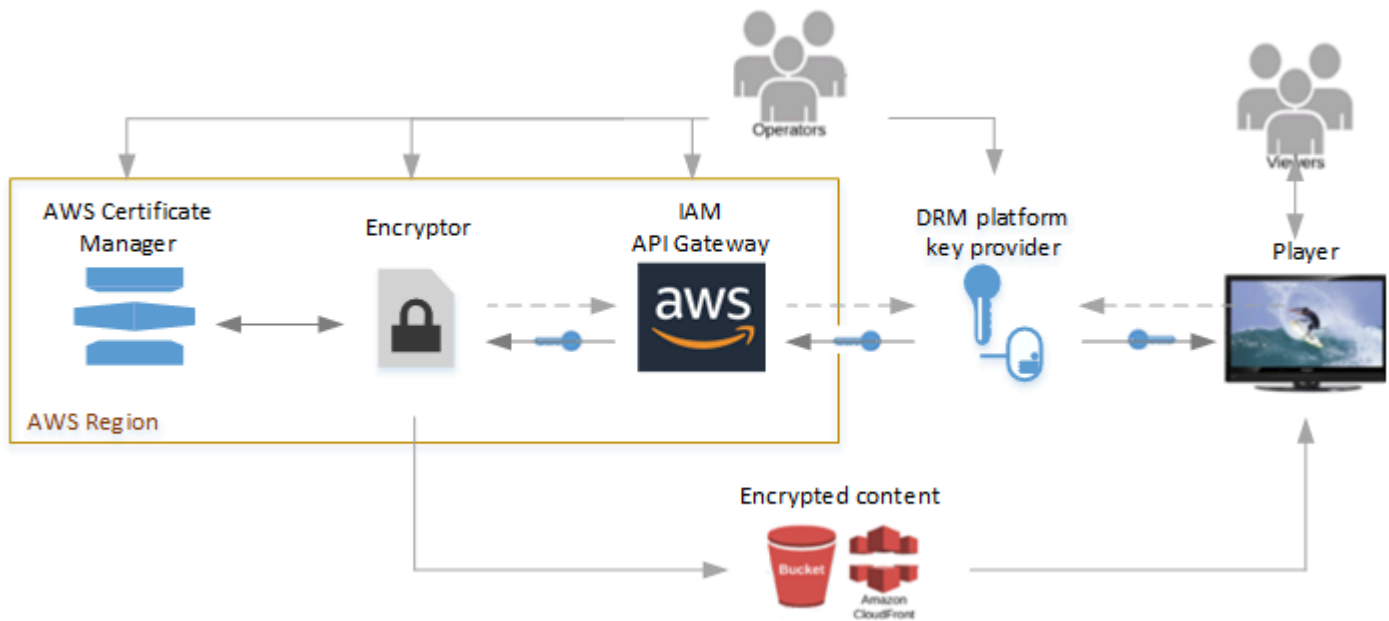 Operators
Viewers
AWS Certificate
Manager
Encryptor
IAM
API Gateway
DRM platform
key provider
Player
aws
AWS Region
Encrypted content
Bucket
Amazon
CloudFront